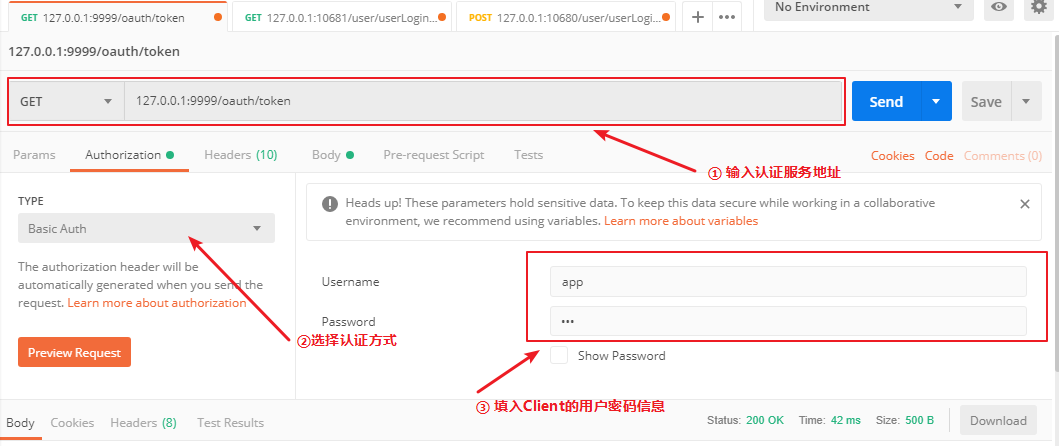 GET 127.0.0.1:9999/oauth/token
GET 127.0.0.1:10681/user/userLogin...
POST 127.0.0.1:10680/user/userLogi...
No Environment
127.0.0.1:9999/oauth/token
GET
127.0.0.1:9999/oauth/token
Send
Save
Params
Authorization
Headers (10)
Body
Pre-request Script
Tests
Cookies
Code
Comments (0)
① 输入认证服务地址
TYPE
Basic Auth
The authorization header will be
automatically generated when you send the
request. Learn more about authorization
Preview Request
②选择认证方式
Heads up! These parameters hold sensitive data. To keep this data secure while working in a collaborative
environment, we recommend using variables. Learn more about variables
Username
app
Password
•••
Show Password
③ 填入Client的用户密码信息
Body
Cookies
Headers (8)
Test Results
Status: 200 OK
Time: 42 ms
Size: 500 B
Download